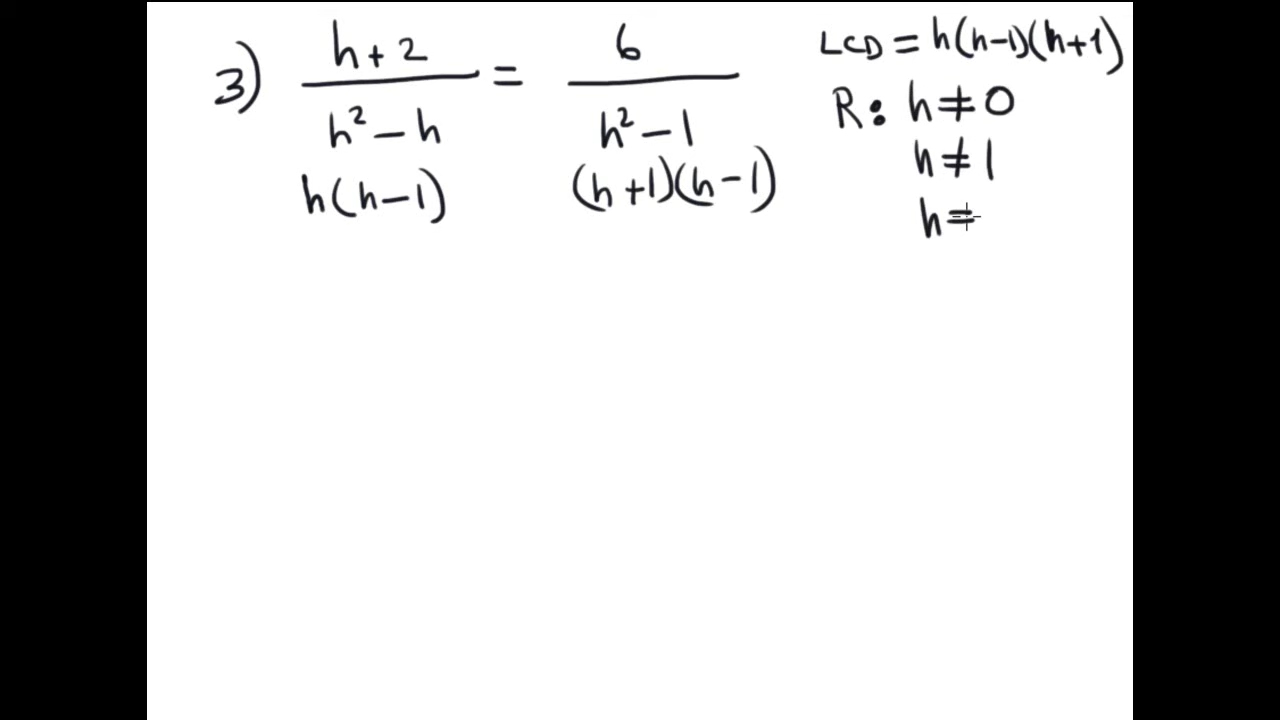 3) (h + 2)/(h² - h) = 6/(h² - 1)
h(h - 1) (h + 1)(h - 1)
LCD = h(h-1)(h+1)
R: h ≠ 0
h ≠ 1
h =